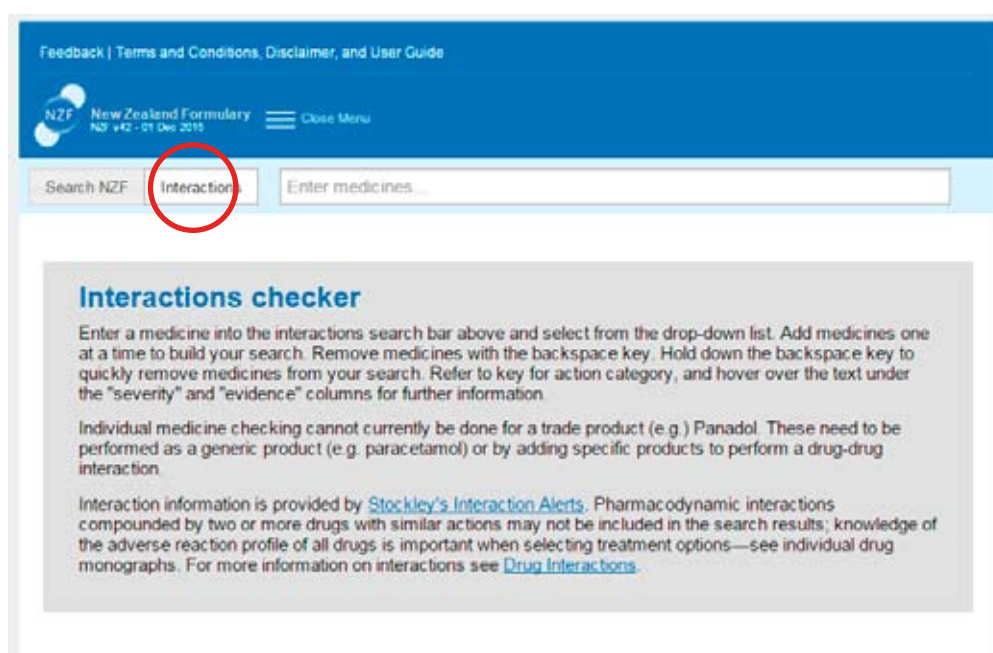 Feedback | Terms and Conditions, Disclaimer, and User Guide
NZF
New Zealand Formulary
NZF v42 - 01 Dec 2015
Close Menu
Search NZF
Interactions
Enter medicines...
Interactions checker
Enter a medicine into the interactions search bar above and select from the drop-down list. Add medicines one
at a time to build your search. Remove medicines with the backspace key. Hold down the backspace key to
quickly remove medicines from your search. Refer to key for action category, and hover over the text under
the "severity" and "evidence" columns for further information.
Individual medicine checking cannot currently be done for a trade product (e.g.) Panadol. These need to be
performed as a generic product (e.g. paracetamol) or by adding specific products to perform a drug-drug
interaction.
Interaction information is provided by Stockley's Interaction Alerts. Pharmacodynamic interactions
compounded by two or more drugs with similar actions may not be included in the search results; knowledge of
the adverse reaction profile of all drugs is important when selecting treatment options—see individual drug
monographs. For more information on interactions see Drug Interactions.